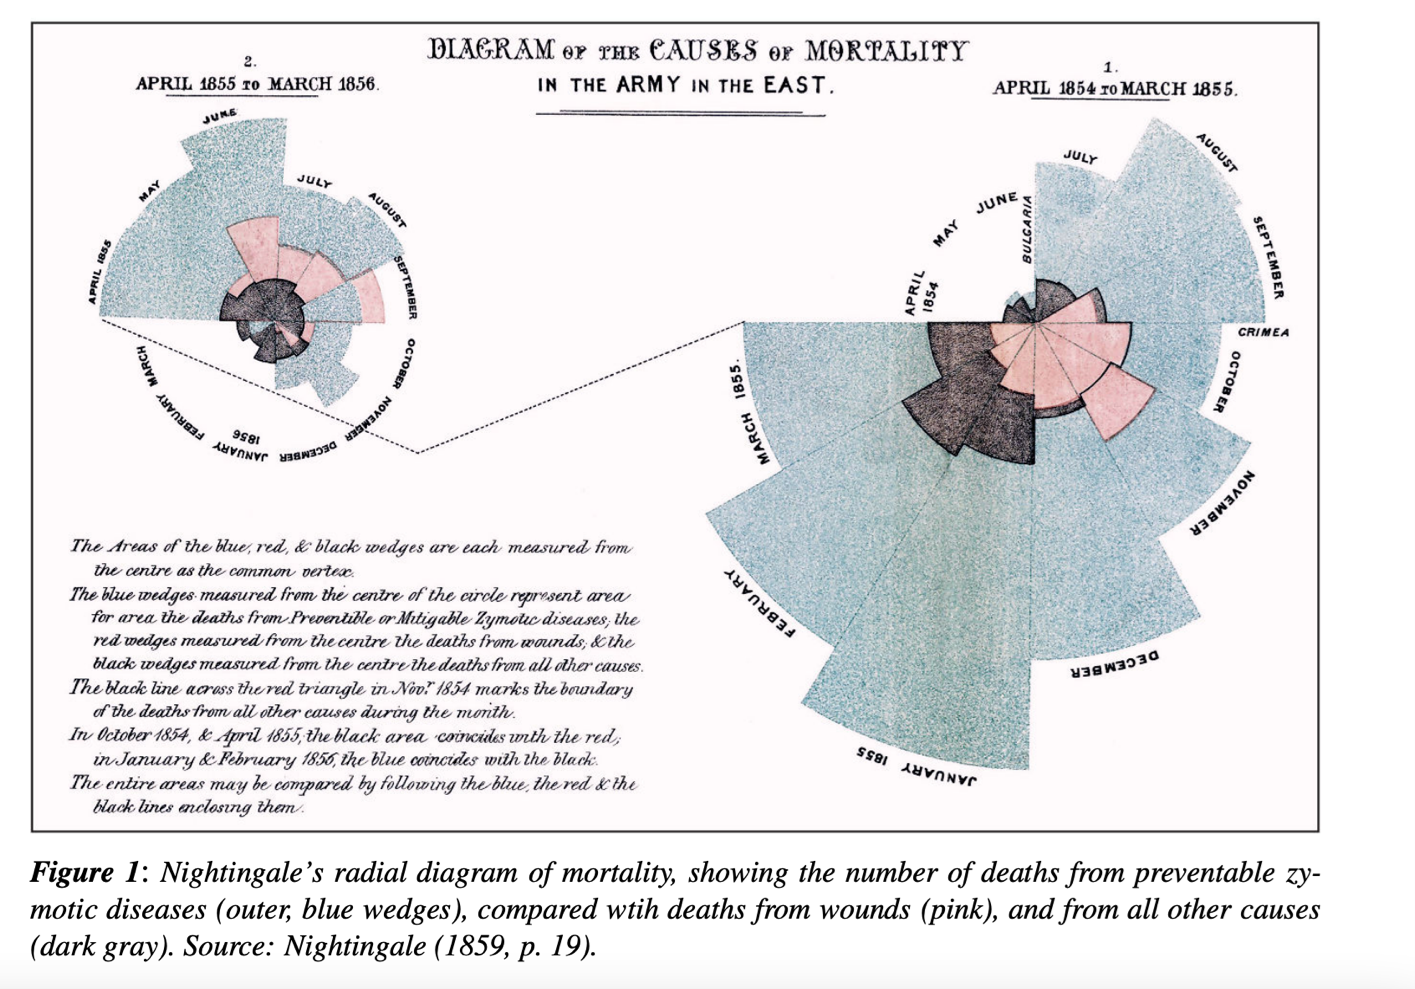 DIAGRAM OF THE CAUSES OF MORTALITY
IN THE ARMY IN THE EAST.
2.
APRIL 1855 TO MARCH 1856.
1.
APRIL 1854 TO MARCH 1855.
APRIL 1855
MAY
JUNE
JULY
AUGUST
SEPTEMBER
OCTOBER
NOVEMBER
DECEMBER
JANUARY
1856
FEBRUARY
MARCH
APRIL
1854
MAY
JUNE
BULGARIA
JULY
AUGUST
SEPTEMBER
CRIMEA
OCTOBER
NOVEMBER
DECEMBER
JANUARY 1855
FEBRUARY
MARCH 1855.
The Areas of the blue, red, & black wedges are each measured from
the centre as the common vertex.
The blue wedges measured from the centre of the circle represent area
for area the deaths from Preventible or Mitigable Zymotic diseases; the
red wedges measured from the centre the deaths from wounds; & the
black wedges measured from the centre the deaths from all other causes.
The black line across the red triangle in Novr. 1854 marks the boundary
of the deaths from all other causes during the month.
In October 1854, & April 1855, the black area coincides with the red;
in January & February 1856, the blue coincides with the black.
The entire areas may be compared by following the blue, the red & the
black lines enclosing them.
Figure 1: Nightingale's radial diagram of mortality, showing the number of deaths from preventable zy-
motic diseases (outer, blue wedges), compared wtih deaths from wounds (pink), and from all other causes
(dark gray). Source: Nightingale (1859, p. 19).